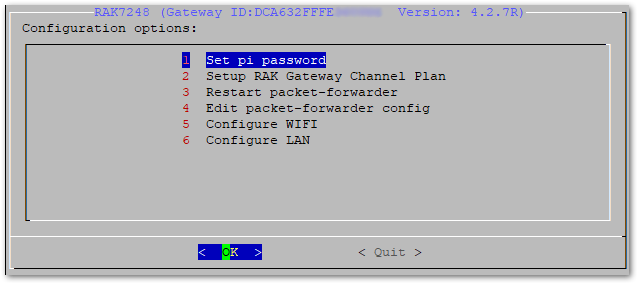 RAK7248 (Gateway ID:DCA632FFFE Version: 4.2.7R)
Configuration options:
1 Set pi password
2 Setup RAK Gateway Channel Plan
3 Restart packet-forwarder
4 Edit packet-forwarder config
5 Configure WIFI
6 Configure LAN
< OK > < Quit >